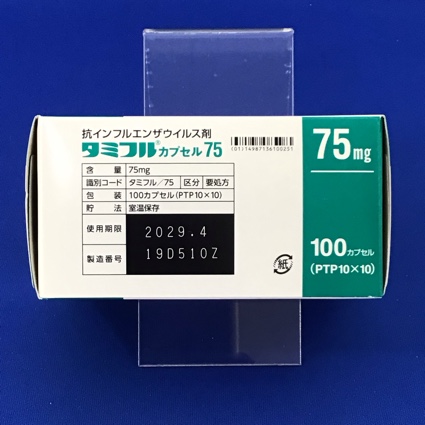 抗インフルエンザウイルス剤
タミフル®カプセル75
(01)14987136100251
含量 75mg
識別コード タミフル/75 区分 要処方
包装 100カプセル(PTP10×10)
貯法 室温保存
使用期限 2029.4
製造番号 19D510Z
75mg
100カプセル
(PTP10×10)
紙